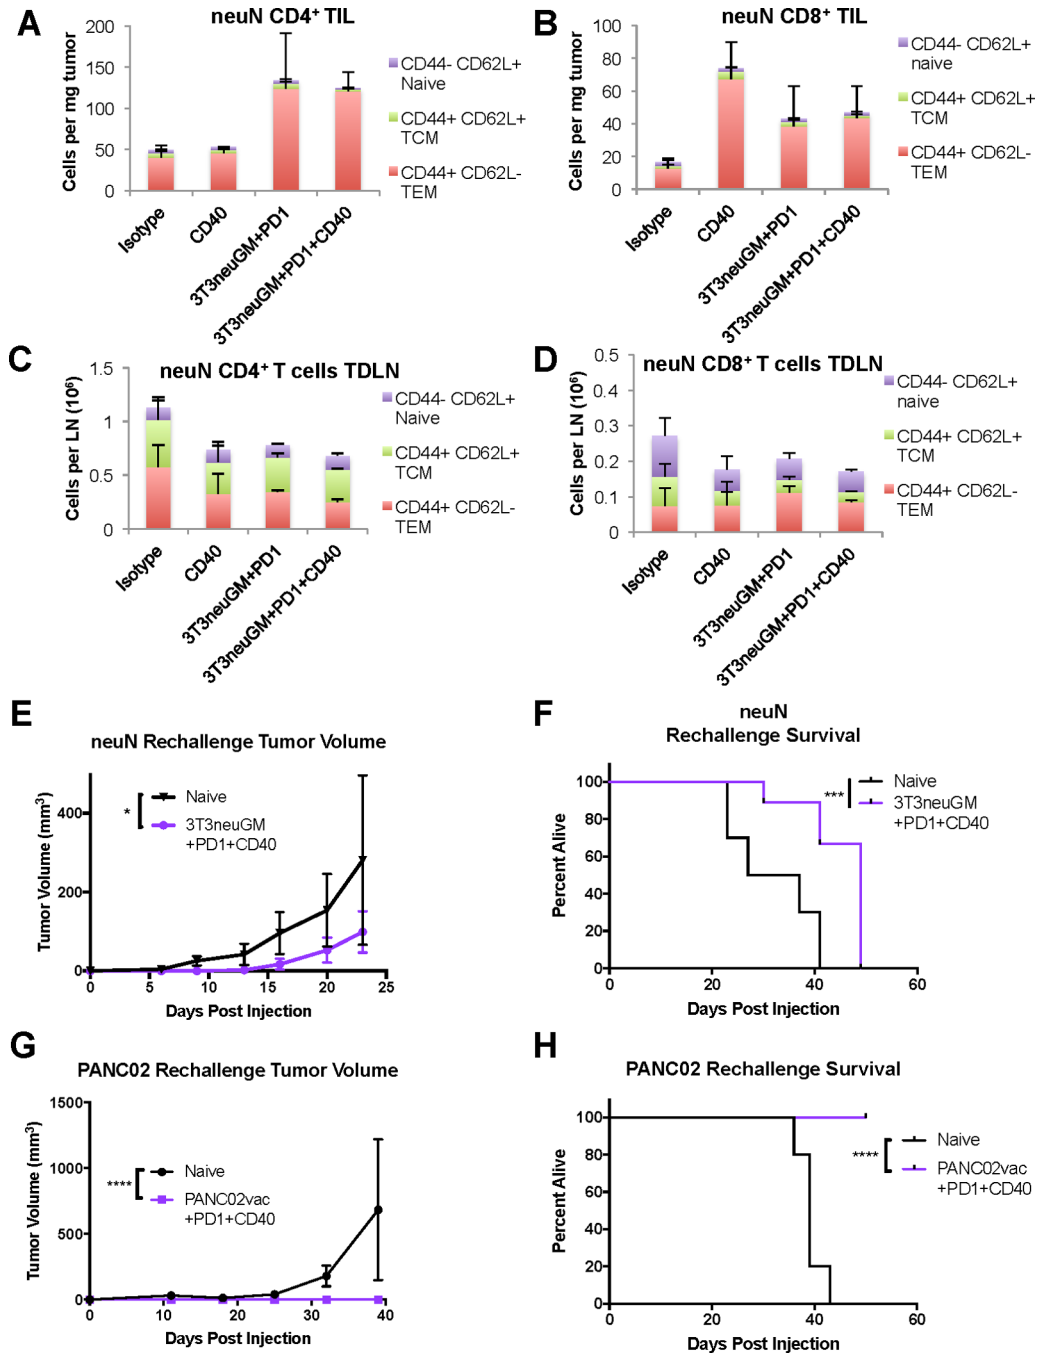 A
neuN CD4+ TIL
Cells per mg tumor
200
150
100
50
0
Isotype
CD40
3T3neuGM+PD1
3T3neuGM+PD1+CD40
CD44- CD62L+
Naive
CD44+ CD62L+
TCM
CD44+ CD62L-
TEM
B
neuN CD8+ TIL
Cells per mg tumor
100
80
60
40
20
0
Isotype
CD40
3T3neuGM+PD1
3T3neuGM+PD1+CD40
CD44- CD62L+
naive
CD44+ CD62L+
TCM
CD44+ CD62L-
TEM
C
neuN CD4+ T cells TDLN
Cells per LN (10⁶)
1.5
1
0.5
0
Isotype
CD40
3T3neuGM+PD1
3T3neuGM+PD1+CD40
CD44- CD62L+
Naive
CD44+ CD62L+
TCM
CD44+ CD62L-
TEM
D
neuN CD8+ T cells TDLN
Cells per LN (10⁶)
0.5
0.4
0.3
0.2
0.1
0
Isotype
CD40
3T3neuGM+PD1
3T3neuGM+PD1+CD40
CD44- CD62L+
naive
CD44+ CD62L+
TCM
CD44+ CD62L-
TEM
E
neuN Rechallenge Tumor Volume
Tumor Volume (mm³)
400
200
0
0 5 10 15 20 25
Days Post Injection
*
Naive
3T3neuGM
+PD1+CD40
F
neuN
Rechallenge Survival
Percent Alive
100
80
60
40
20
0
0 20 40 60
Days Post Injection
***
Naive
3T3neuGM
+PD1+CD40
G
PANC02 Rechallenge Tumor Volume
Tumor Volume (mm³)
1500
1000
500
0
0 10 20 30 40
Days Post Injection
****
Naive
PANC02vac
+PD1+CD40
H
PANC02 Rechallenge Survival
Percent Alive
100
80
60
40
20
0
0 20 40 60
Days Post Injection
****
Naive
PANC02vac
+PD1+CD40